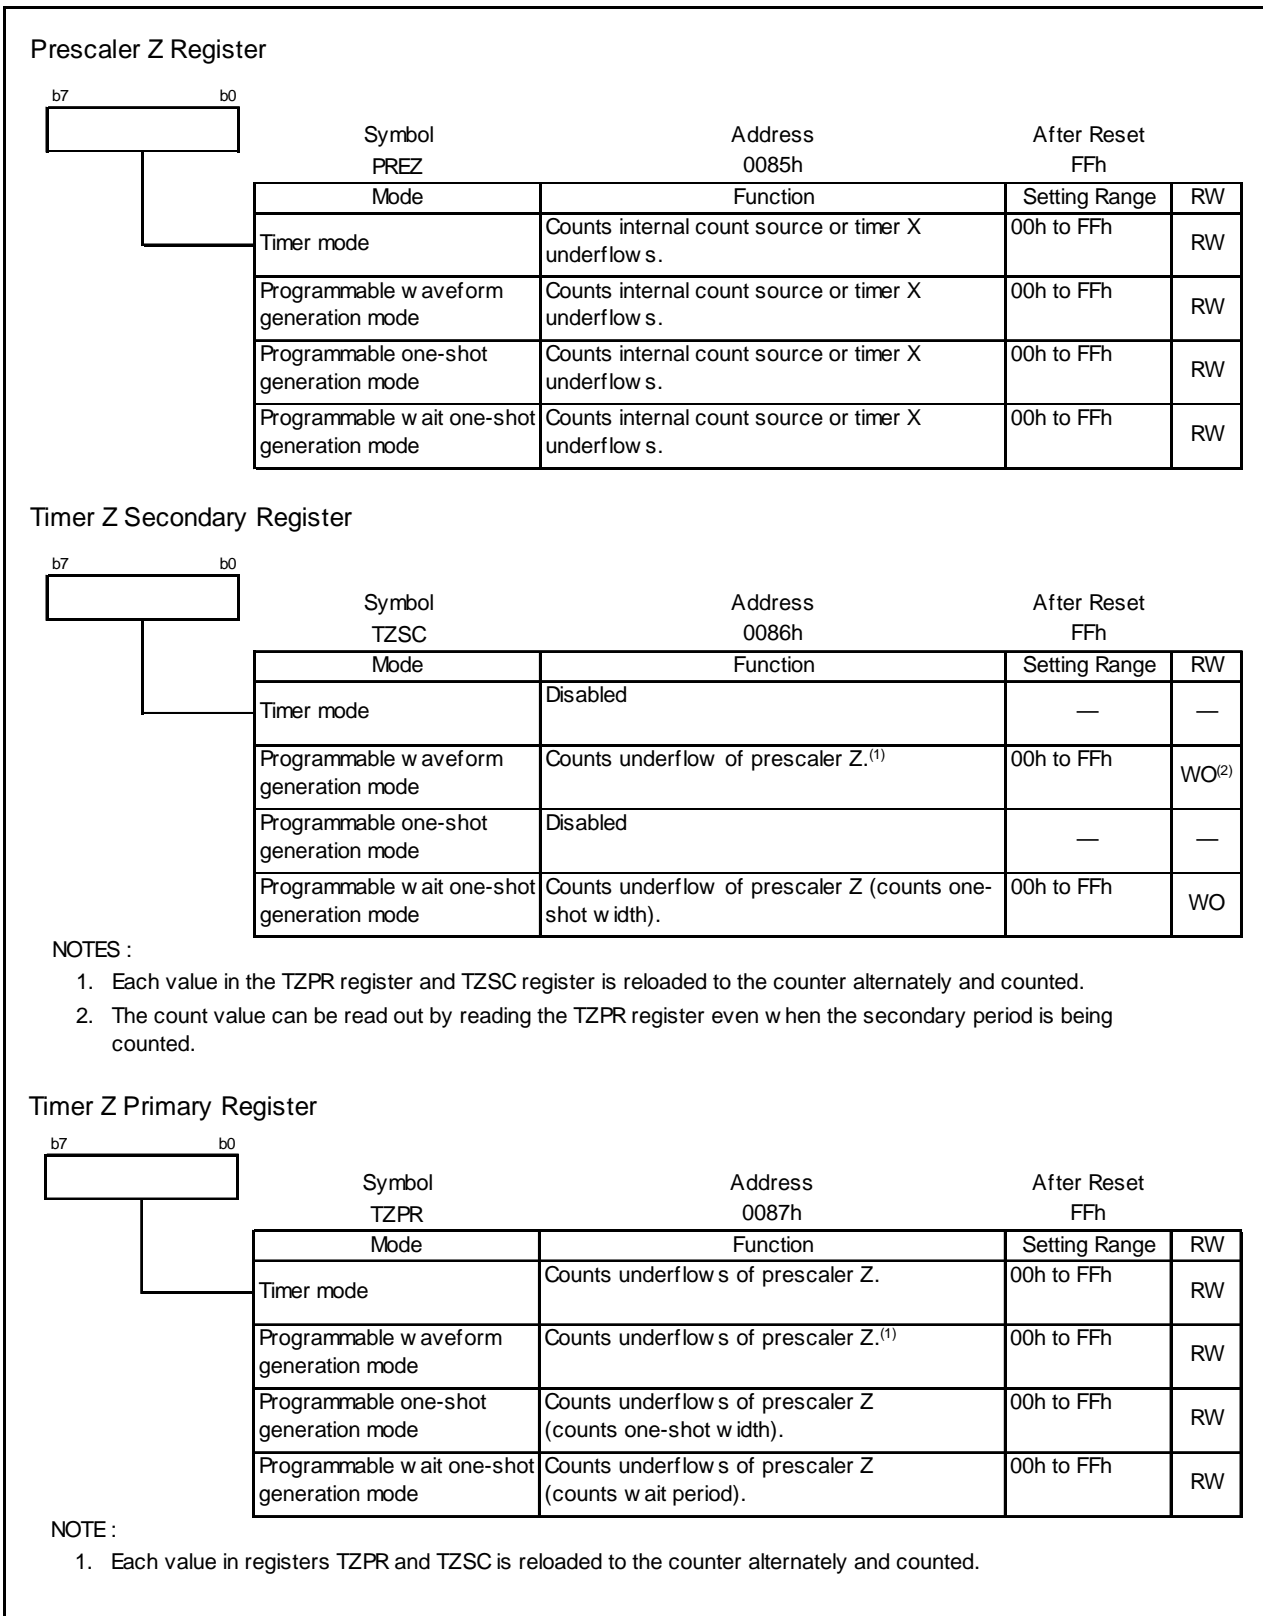 Prescaler Z Register
b7 b0
Symbol Address After Reset
PREZ 0085h FFh
Mode Function Setting Range RW
Timer mode Counts internal count source or timer X underflows. 00h to FFh RW
Programmable waveform generation mode Counts internal count source or timer X underflows. 00h to FFh RW
Programmable one-shot generation mode Counts internal count source or timer X underflows. 00h to FFh RW
Programmable wait one-shot generation mode Counts internal count source or timer X underflows. 00h to FFh RW
Timer Z Secondary Register
b7 b0
Symbol Address After Reset
TZSC 0086h FFh
Mode Function Setting Range RW
Timer mode Disabled — —
Programmable waveform generation mode Counts underflow of prescaler Z.(1) 00h to FFh WO(2)
Programmable one-shot generation mode Disabled — —
Programmable wait one-shot generation mode Counts underflow of prescaler Z (counts one-shot width). 00h to FFh WO
NOTES :
1. Each value in the TZPR register and TZSC register is reloaded to the counter alternately and counted.
2. The count value can be read out by reading the TZPR register even when the secondary period is being
counted.
Timer Z Primary Register
b7 b0
Symbol Address After Reset
TZPR 0087h FFh
Mode Function Setting Range RW
Timer mode Counts underflows of prescaler Z. 00h to FFh RW
Programmable waveform generation mode Counts underflows of prescaler Z.(1) 00h to FFh RW
Programmable one-shot generation mode Counts underflows of prescaler Z (counts one-shot width). 00h to FFh RW
Programmable wait one-shot generation mode Counts underflows of prescaler Z (counts wait period). 00h to FFh RW
NOTE :
1. Each value in registers TZPR and TZSC is reloaded to the counter alternately and counted.